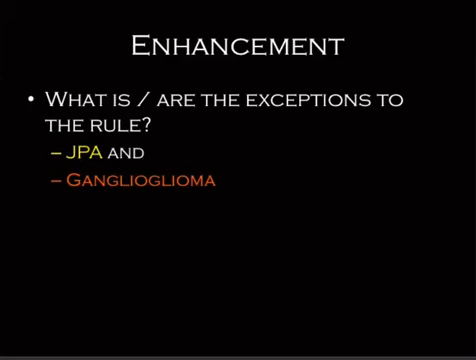 Enhancement
• What is / are the exceptions to
the rule?
– JPA and
– Ganglioglioma